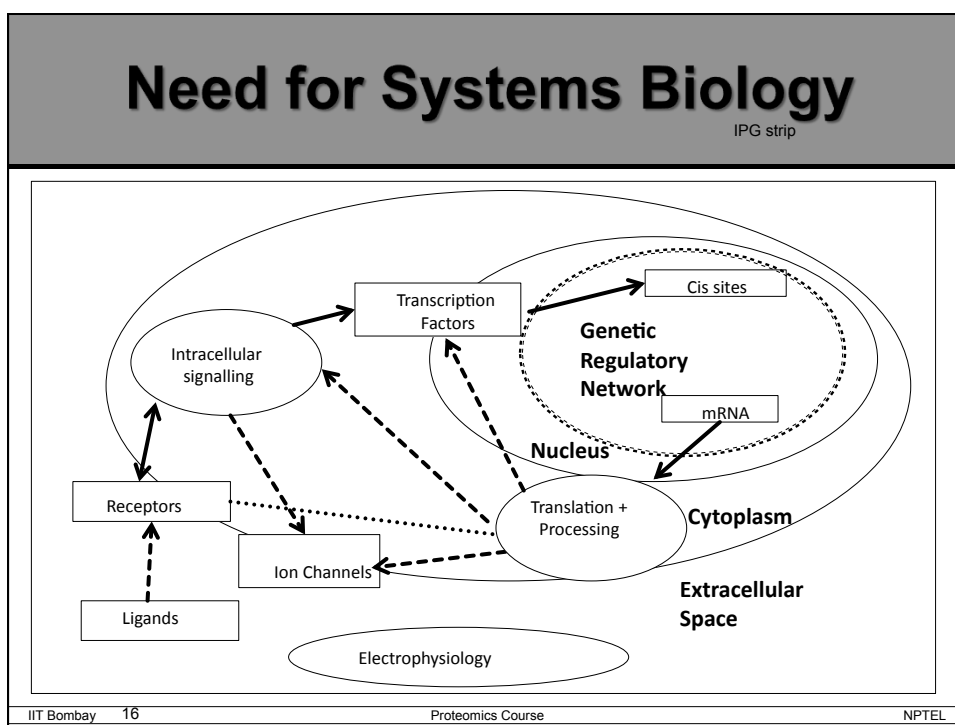 Need for Systems Biology
IPG strip
Cis sites
Transcription
Factors
Genetic
Regulatory
Network
Intracellular
signalling
mRNA
Nucleus
Receptors
Translation +
Processing
Cytoplasm
Ion Channels
Extracellular
Space
Ligands
Electrophysiology
IIT Bombay
16
Proteomics Course
NPTEL